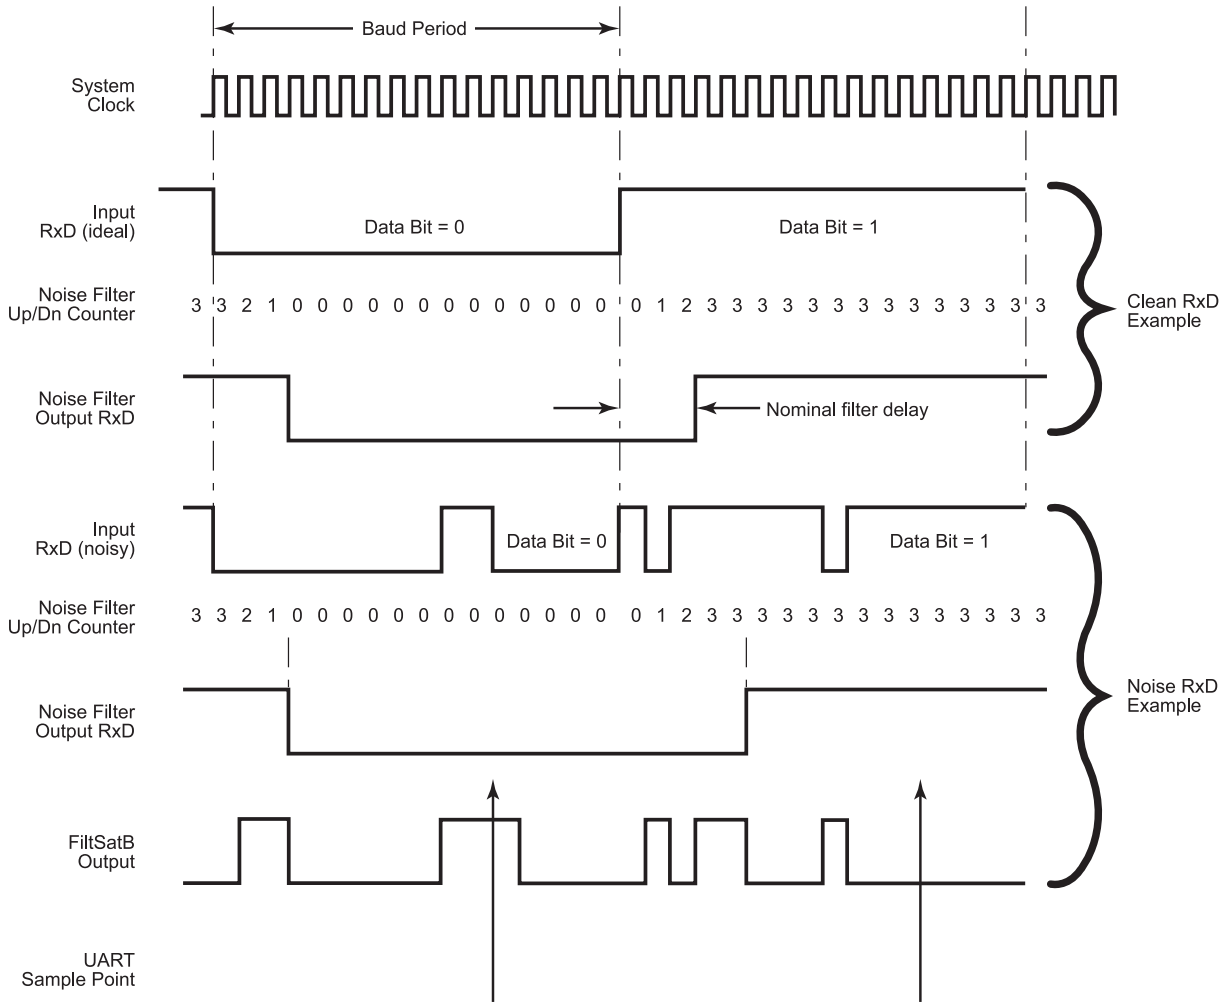 Baud Period
System
Clock
Input
RxD (ideal)
Data Bit = 0
Data Bit = 1
Noise Filter
Up/Dn Counter
3 3 2 1 0 0 0 0 0 0 0 0 0 0 0 0 0 0 1 2 3 3 3 3 3 3 3 3 3 3 3 3 3 3
Clean RxD
Example
Noise Filter
Output RxD
Nominal filter delay
Input
RxD (noisy)
Data Bit = 0
Data Bit = 1
Noise Filter
Up/Dn Counter
3 3 2 1 0 0 0 0 0 0 0 0 0 0 0 0 0 0 1 2 3 3 3 3 3 3 3 3 3 3 3 3 3 3
Noise Filter
Output RxD
Noise RxD
Example
FiltSatB
Output
UART
Sample Point